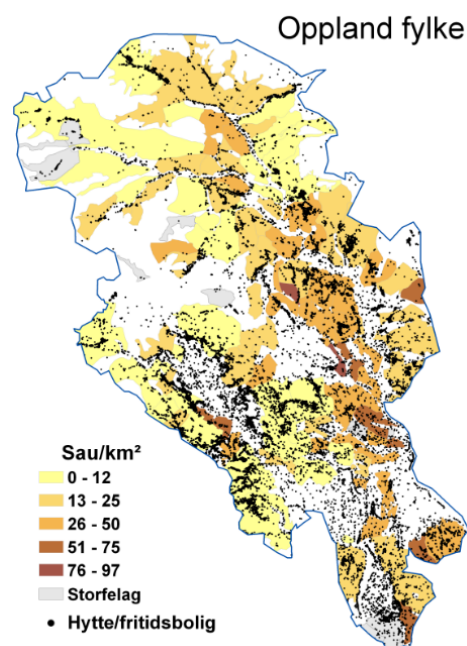 Oppland fylke
Sau/km²
0 - 12
13 - 25
26 - 50
51 - 75
76 - 97
Storfelag
Hytte/fritidsbolig